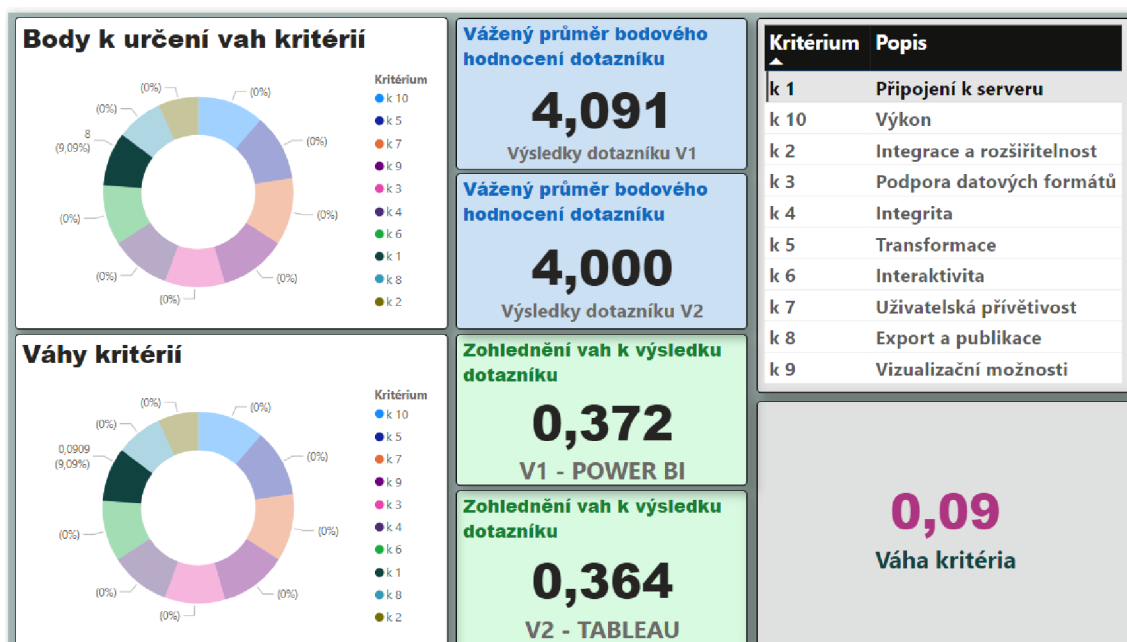 Body k určení vah kritérií
(0%)
(0%)
(0%)
(0%)
(0%)
(0%)
(0%)
8
(9,09%)
(0%)
(0%)
Kritérium
k 10
k 5
k 7
k 9
k 3
k 4
k 6
k 1
k 8
k 2
Váhy kritérií
(0%)
(0%)
(0%)
(0%)
(0%)
(0%)
(0%)
0,0909
(9,09%)
(0%)
(0%)
Kritérium
k 10
k 5
k 7
k 9
k 3
k 4
k 6
k 1
k 8
k 2
Vážený průměr bodového
hodnocení dotazníku
4,091
Výsledky dotazníku V1
Vážený průměr bodového
hodnocení dotazníku
4,000
Výsledky dotazníku V2
Zohlednění vah k výsledku
dotazníku
0,372
V1 - POWER BI
Zohlednění vah k výsledku
dotazníku
0,364
V2 - TABLEAU
Kritérium Popis
k 1 Připojení k serveru
k 10 Výkon
k 2 Integrace a rozšiřitelnost
k 3 Podpora datových formátů
k 4 Integrita
k 5 Transformace
k 6 Interaktivita
k 7 Uživatelská přívětivost
k 8 Export a publikace
k 9 Vizualizační možnosti
0,09
Váha kritéria